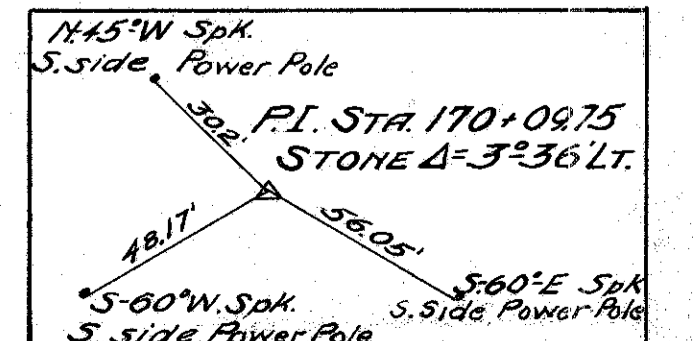 N.45°W Spk.
S. side Power Pole
30.2'
P.I. STA. 170+09.75
STONE Δ=3°36'LT.
48.17'
56.05'
S-60°W. Spk.
S. side Power Pole
S-60°-E Spk
S. Side Power Pole